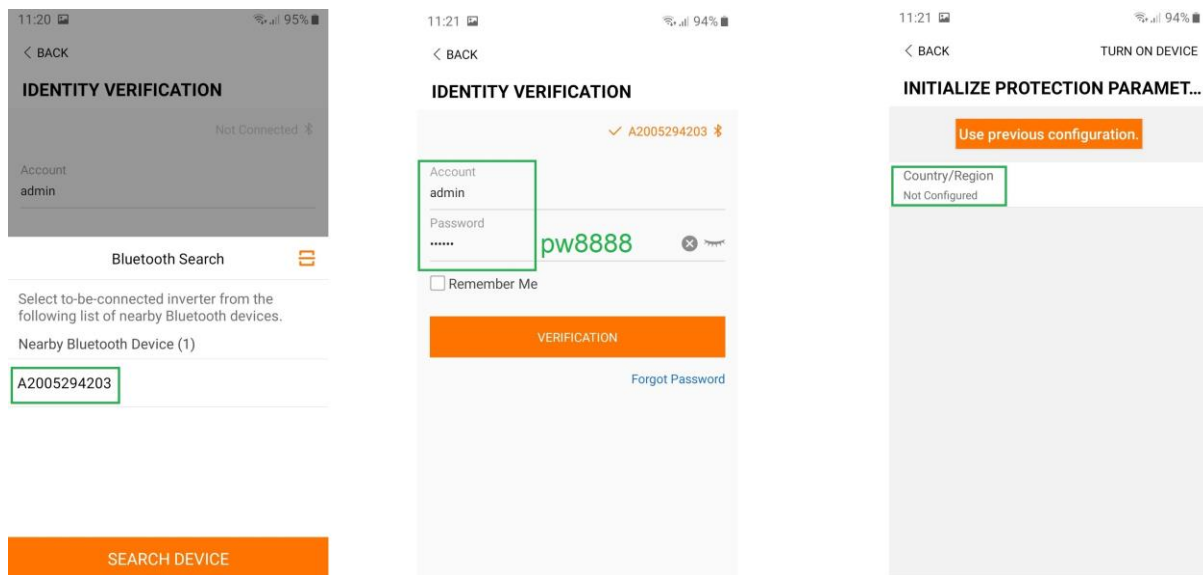 11:20 95%
< BACK
IDENTITY VERIFICATION
Not Connected
Account
admin
Bluetooth Search
Select to-be-connected inverter from the
following list of nearby Bluetooth devices.
Nearby Bluetooth Device (1)
A2005294203
SEARCH DEVICE
11:21 94%
< BACK
IDENTITY VERIFICATION
A2005294203
Account
admin
Password
••••••
pw8888
Remember Me
VERIFICATION
Forgot Password
11:21 94%
< BACK TURN ON DEVICE
INITIALIZE PROTECTION PARAMET...
Use previous configuration.
Country/Region
Not Configured